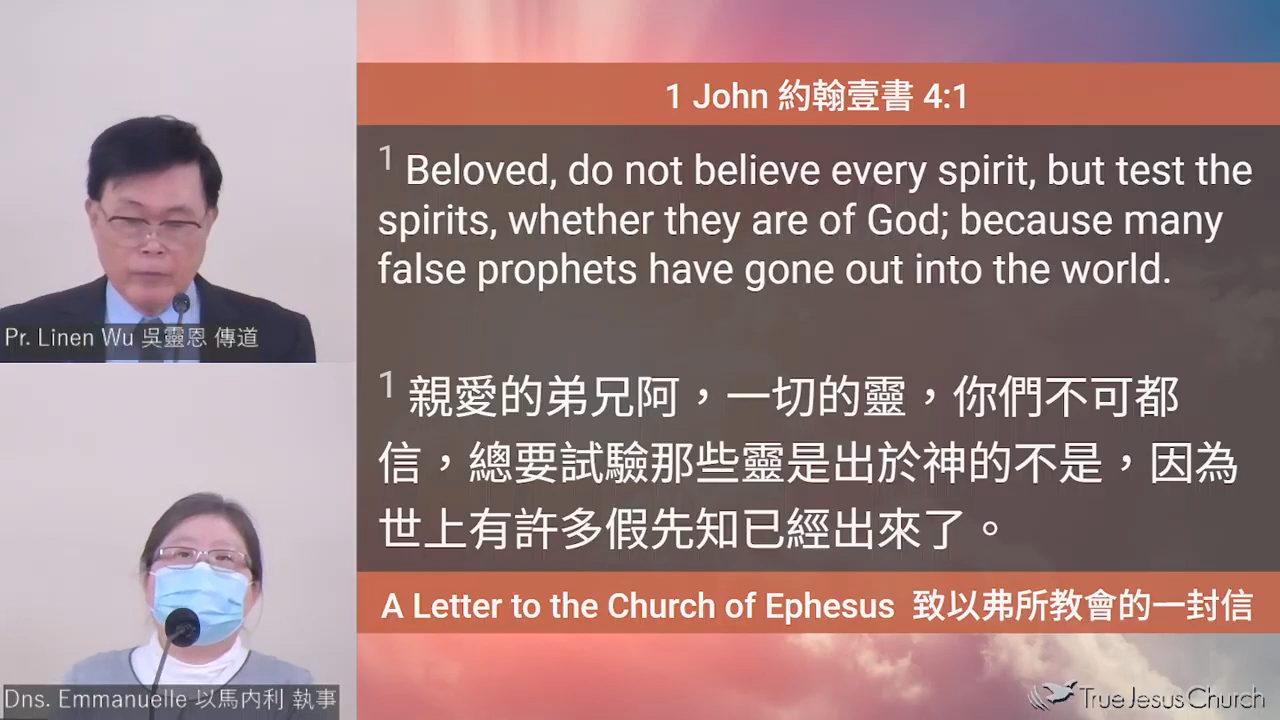 Pr. Linen Wu 吳靈恩 傳道
Dns. Emmanuelle 以馬內利 執事
1 John 約翰壹書 4:1
1 Beloved, do not believe every spirit, but test the
spirits, whether they are of God; because many
false prophets have gone out into the world.
1 親愛的弟兄阿，一切的靈，你們不可都
信，總要試驗那些靈是出於神的不是，因為
世上有許多假先知已經出來了。
A Letter to the Church of Ephesus 致以弗所教會的一封信
True Jesus Church